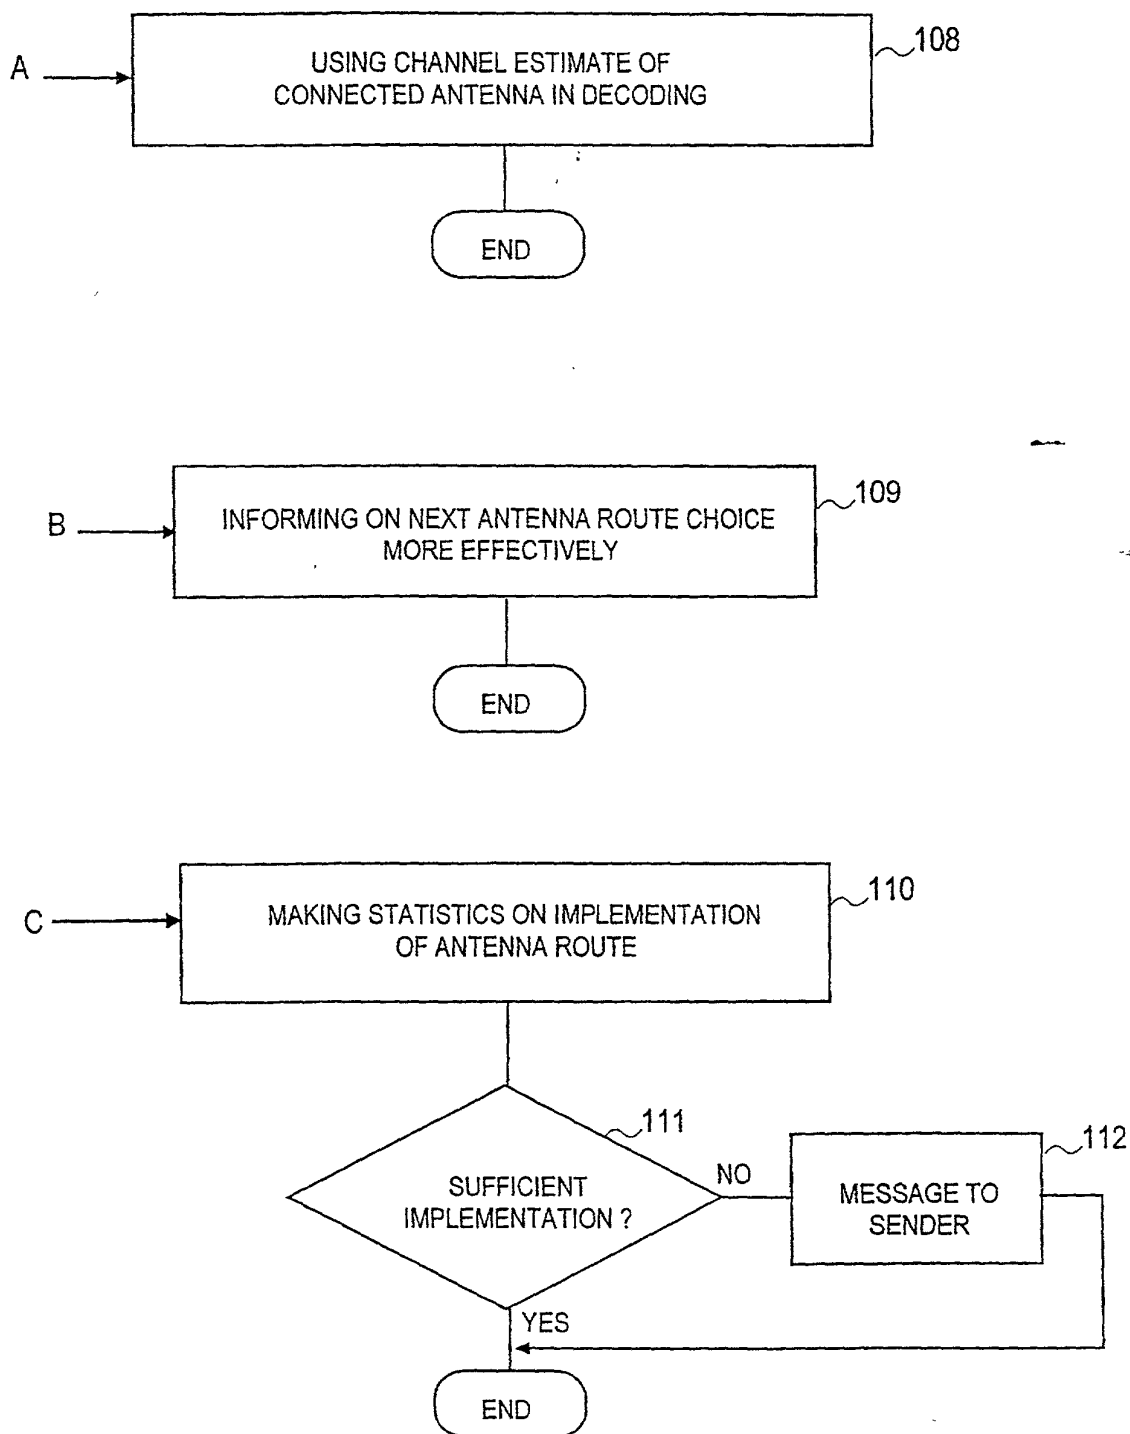 108
A
USING CHANNEL ESTIMATE OF
CONNECTED ANTENNA IN DECODING
END
109
B
INFORMING ON NEXT ANTENNA ROUTE CHOICE
MORE EFFECTIVELY
END
110
C
MAKING STATISTICS ON IMPLEMENTATION
OF ANTENNA ROUTE
111
112
NO
SUFFICIENT
IMPLEMENTATION ?
MESSAGE TO
SENDER
YES
END